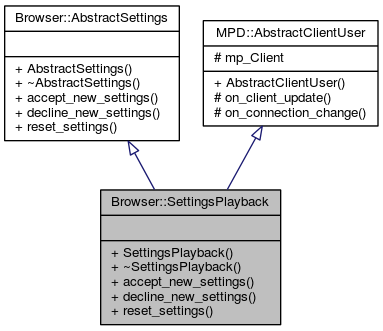 Browser::AbstractSettings
+ AbstractSettings()
+ ~AbstractSettings()
+ accept_new_settings()
+ decline_new_settings()
+ reset_settings()
MPD::AbstractClientUser
# mp_Client
+ AbstractClientUser()
# on_client_update()
# on_connection_change()
Browser::SettingsPlayback
+ SettingsPlayback()
+ ~SettingsPlayback()
+ accept_new_settings()
+ decline_new_settings()
+ reset_settings()